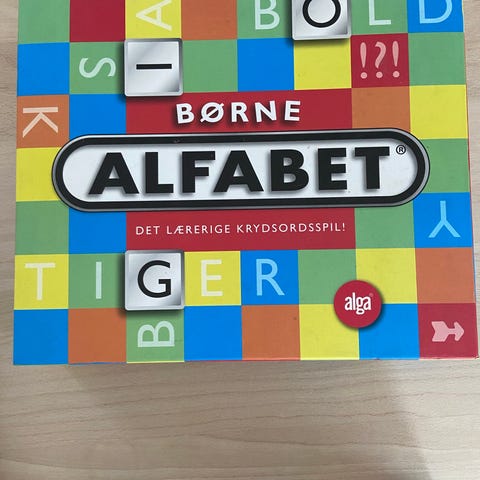 BOLD
!?!
BØRNE
ALFABET®
DET LÆRERIGE KRYDSORDSSPIL!
TIGER
alga